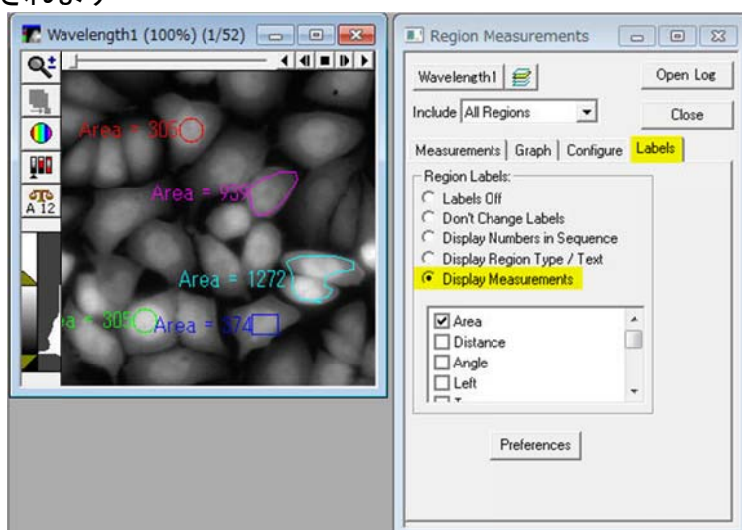 Wavelength1 (100%) (1/52)
A 12
Area = 305
Area = 939
Area = 1272
a = 305
Area = 374
Region Measurements
Wavelength1
Open Log
Include All Regions
Close
Measurements Graph Configure Labels
Region Labels:
Labels Off
Don't Change Labels
Display Numbers in Sequence
Display Region Type / Text
Display Measurements
Area
Distance
Angle
Left
Preferences